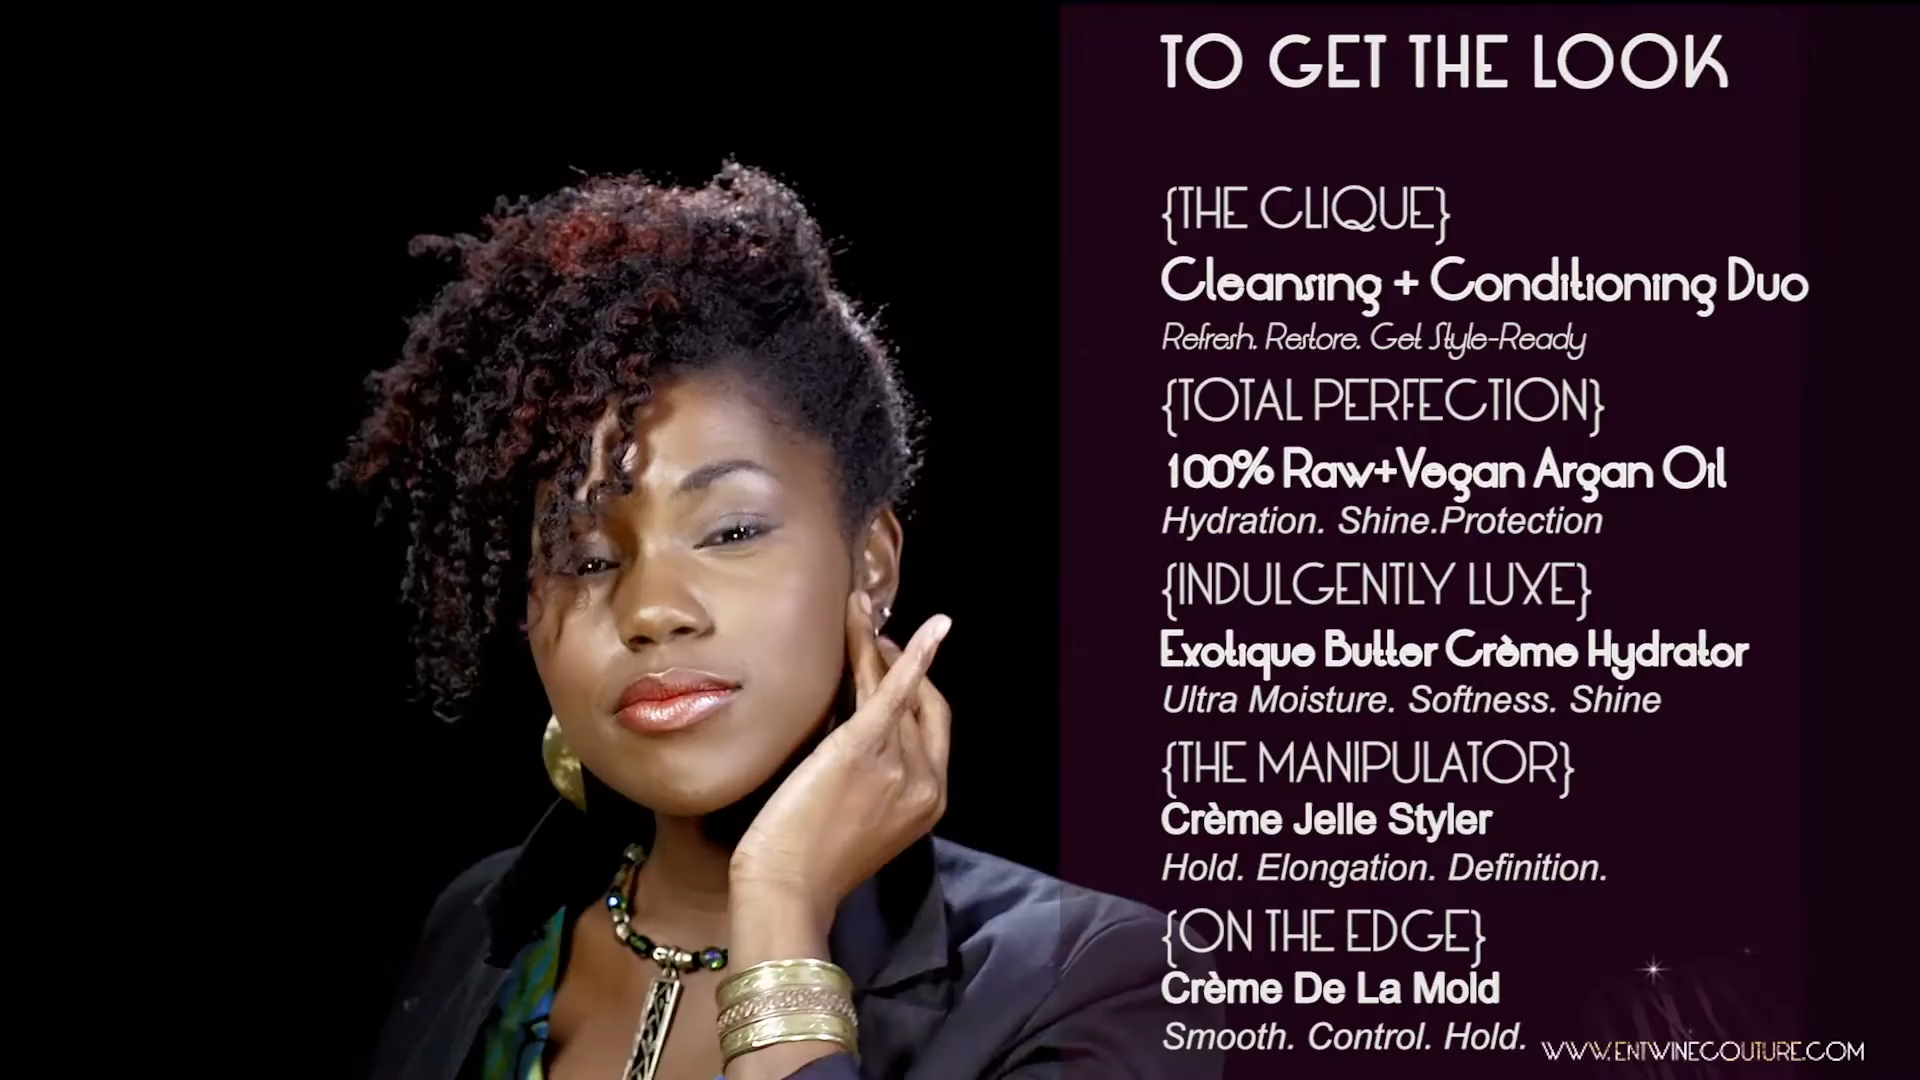 TO GET THE LOOK
{THE CLIQUE}
Cleansing + Conditioning Duo
Refresh. Restore. Get Style-Ready
{TOTAL PERFECTION}
100% Raw+Vegan Argan Oil
Hydration. Shine.Protection
{INDULGENTLY LUXE}
Exotique Butter Crème Hydrator
Ultra Moisture. Softness. Shine
{THE MANIPULATOR}
Crème Jelle Styler
Hold. Elongation. Definition.
{ON THE EDGE}
Crème De La Mold
Smooth. Control. Hold.
WWW.ENTWINECOUTURE.COM